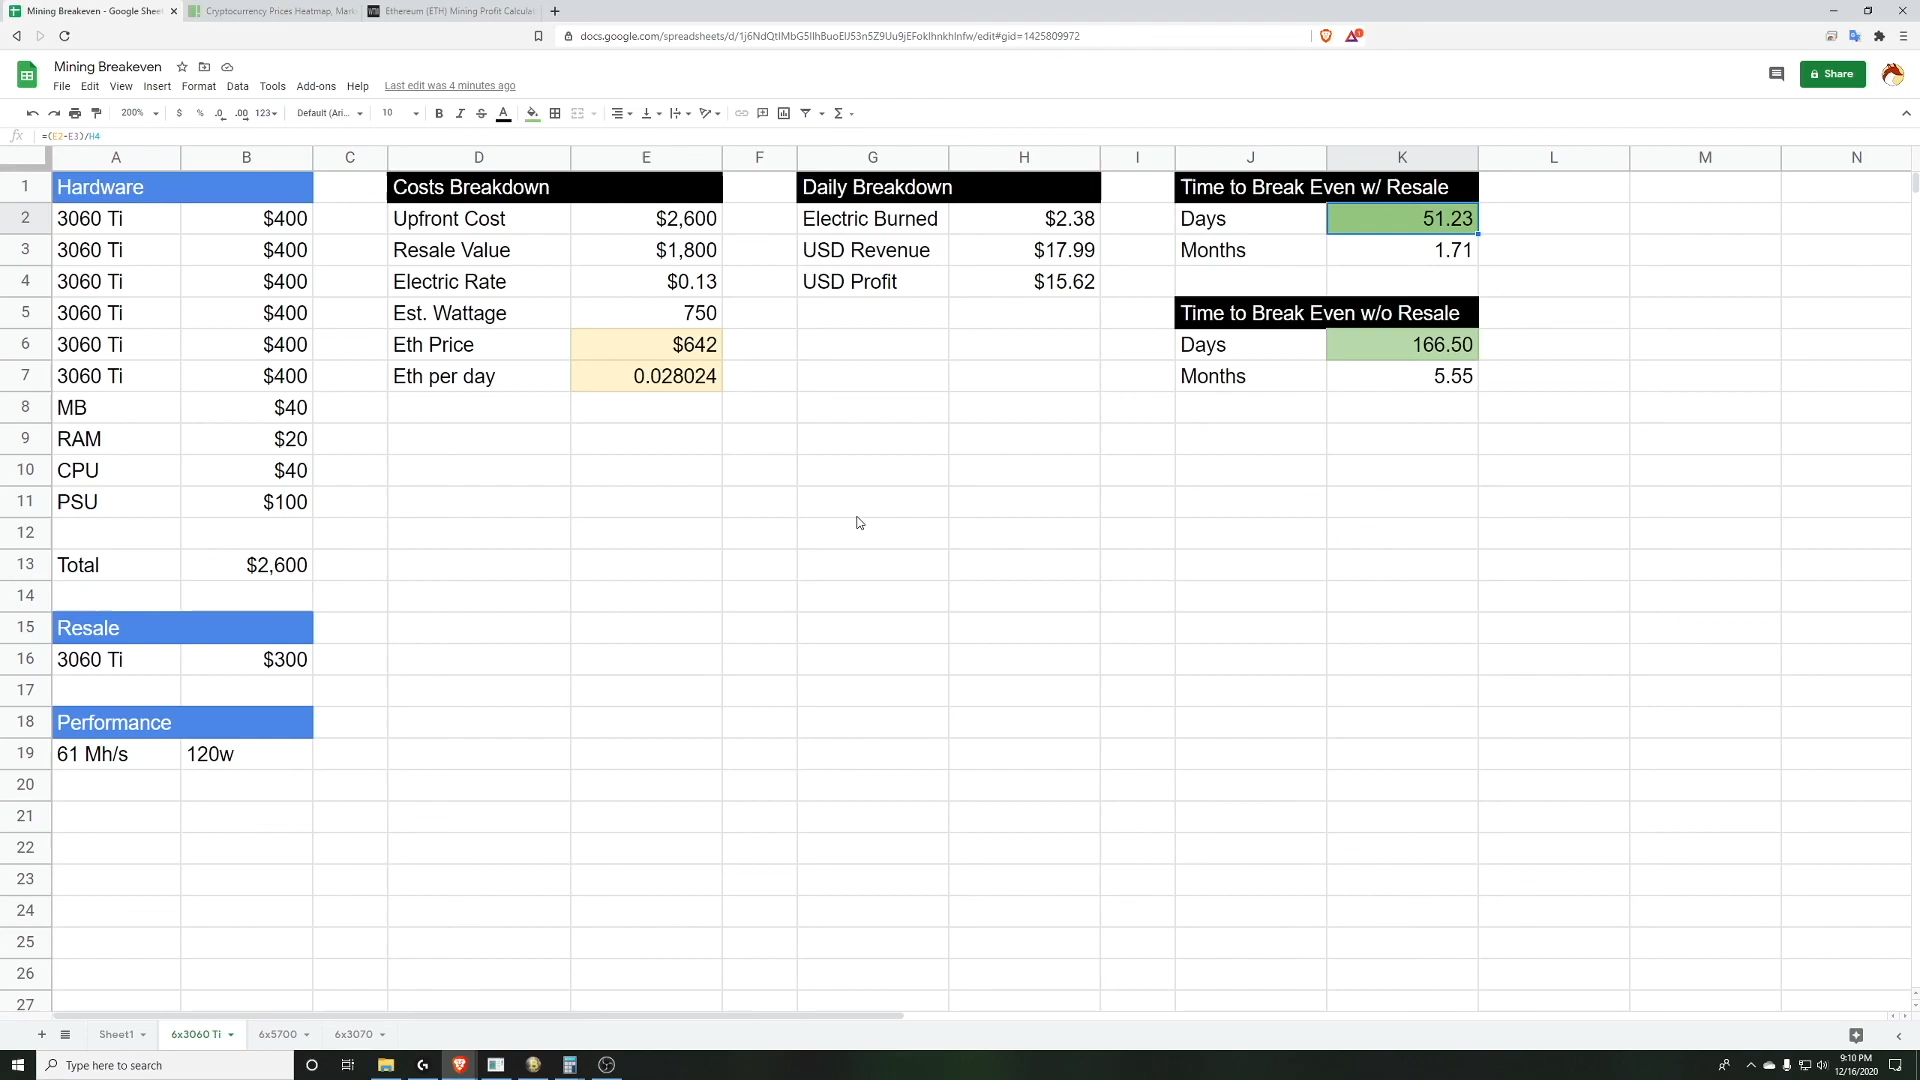 Mining Breakeven - Google Sheet
Cryptocurrency Prices Heatmap, Mark
Ethereum (ETH) Mining Profit Calcula
docs.google.com/spreadsheets/d/
/edit#gid=1425809972
Mining Breakeven
File Edit View Insert Format Data Tools Add-ons Help Last edit was 4 minutes ago
Share
200% $ % .0 .00 123 Default (Ari... 10
=(E2-E3)/H4
A B C D E F G H I J K L M N
1 Hardware Costs Breakdown Daily Breakdown Time to Break Even w/ Resale
2 3060 Ti $400 Upfront Cost $2,600 Electric Burned $2.38 Days 51.23
3 3060 Ti $400 Resale Value $1,800 USD Revenue $17.99 Months 1.71
4 3060 Ti $400 Electric Rate $0.13 USD Profit $15.62
5 3060 Ti $400 Est. Wattage 750 Time to Break Even w/o Resale
6 3060 Ti $400 Eth Price $642 Days 166.50
7 3060 Ti $400 Eth per day 0.028024 Months 5.55
8 MB $40
9 RAM $20
10 CPU $40
11 PSU $100
12
13 Total $2,600
14
15 Resale
16 3060 Ti $300
17
18 Performance
19 61 Mh/s 120w
20
21
22
23
24
25
26
27
Sheet1 6x3060 Ti 6x5700 6x3070
Type here to search
9:10 PM
12/16/2020